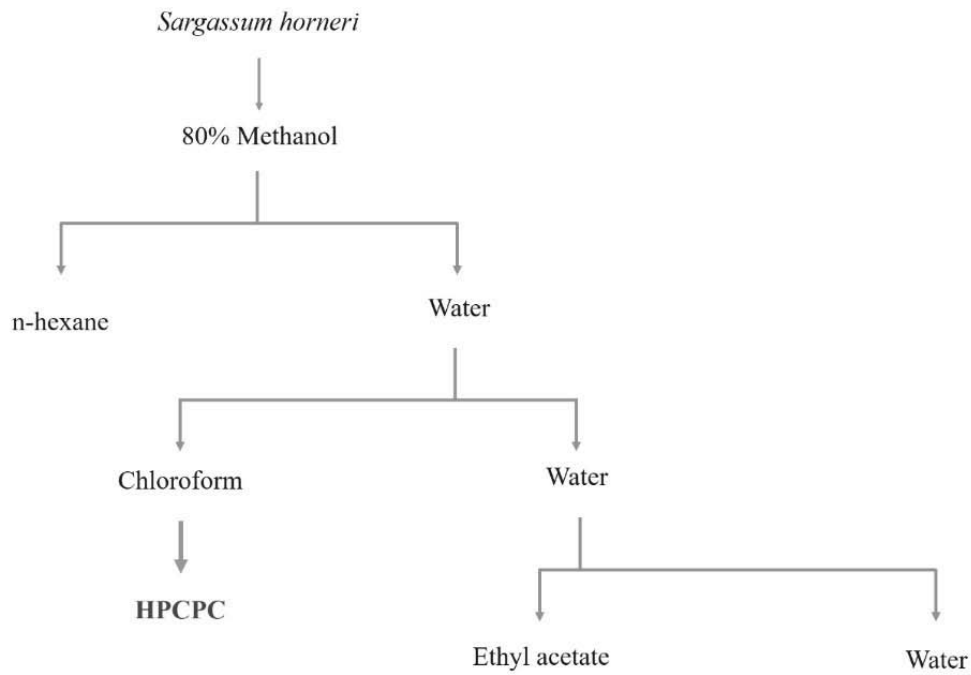 Sargassum horneri
80% Methanol
n-hexane
Water
Chloroform
Water
HPCPC
Ethyl acetate
Water